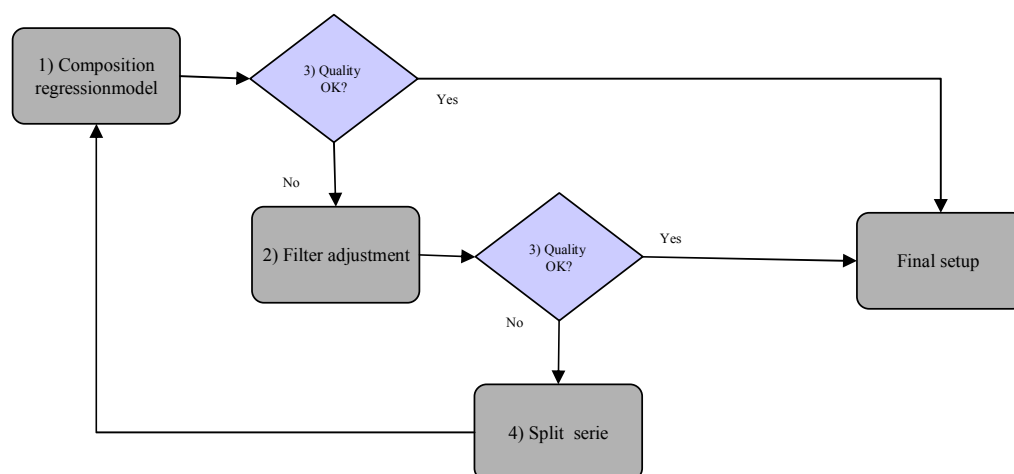 1) Composition
regressionmodel
3) Quality
OK?
Yes
No
2) Filter adjustment
3) Quality
OK?
Yes
Final setup
No
4) Split  serie